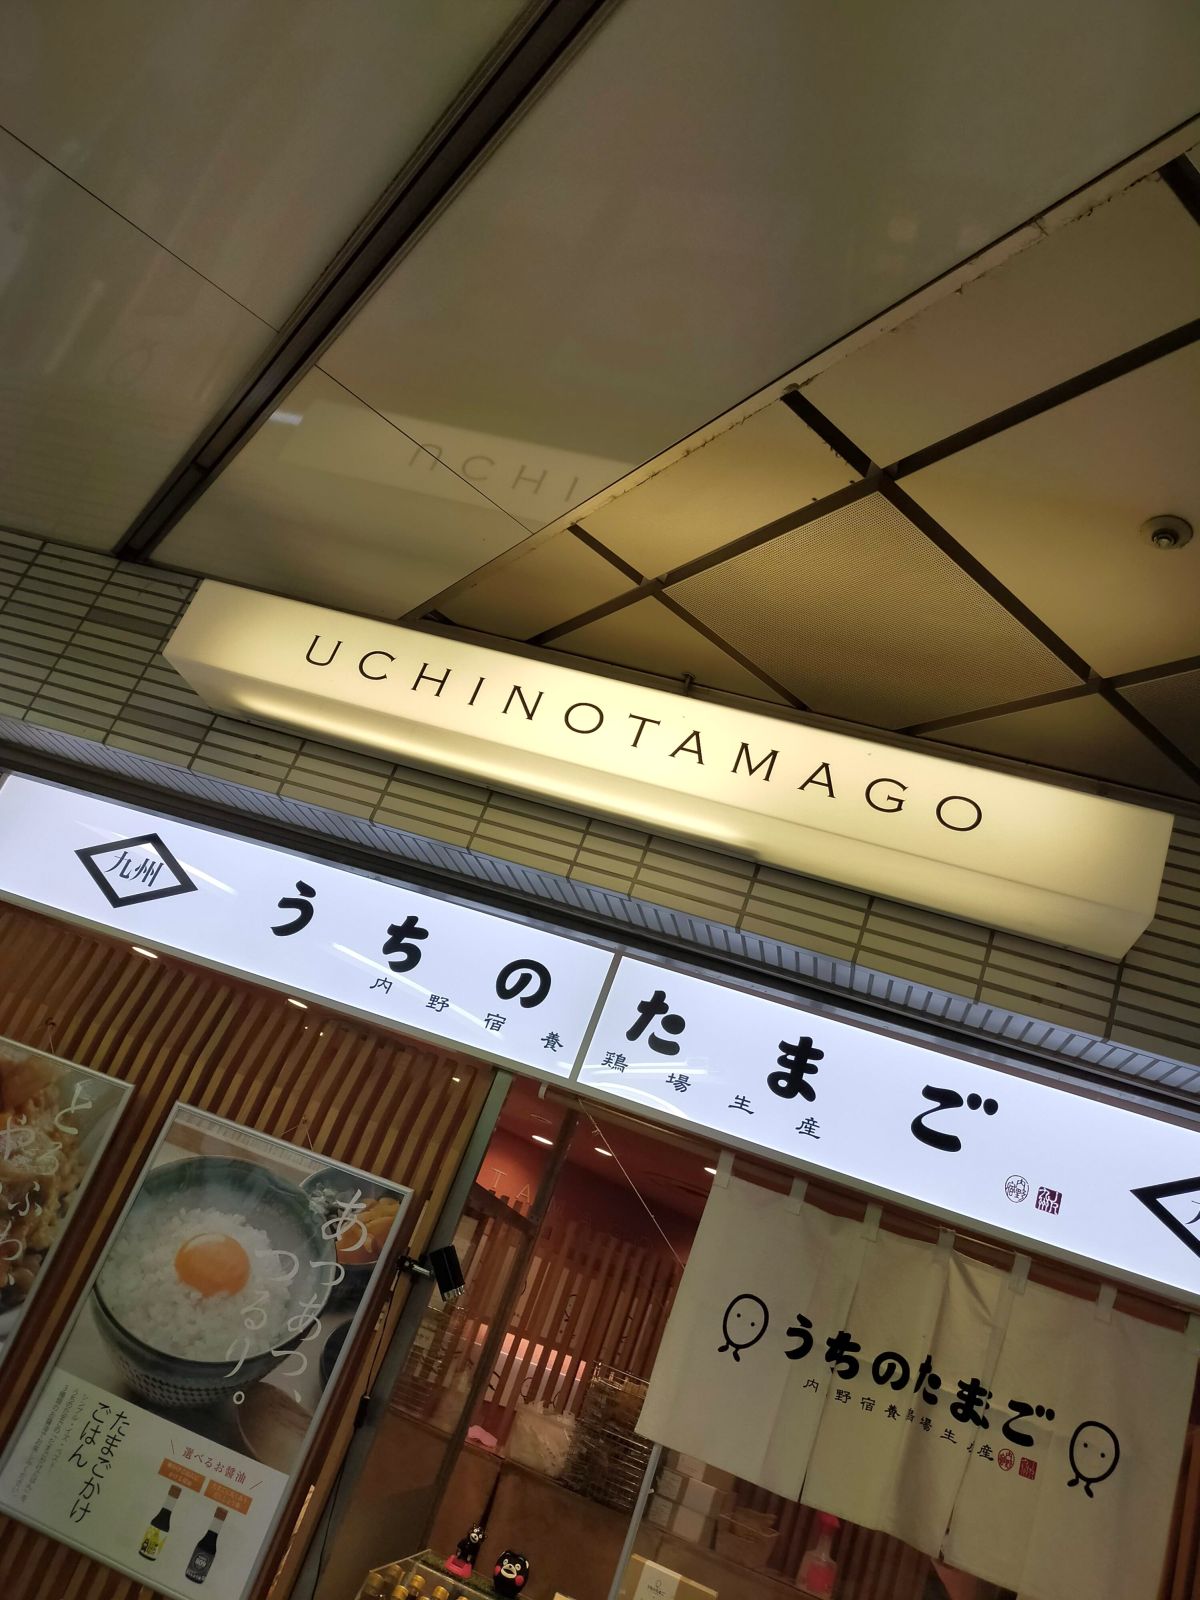 UCHINOTAMAGO
九州
うちのたまご
内野宿養鶏場生産
あつあつ、
つるり。
たまごかけ
ごはん
選べるお醤油
うちのたまご
内野宿養鶏場生産